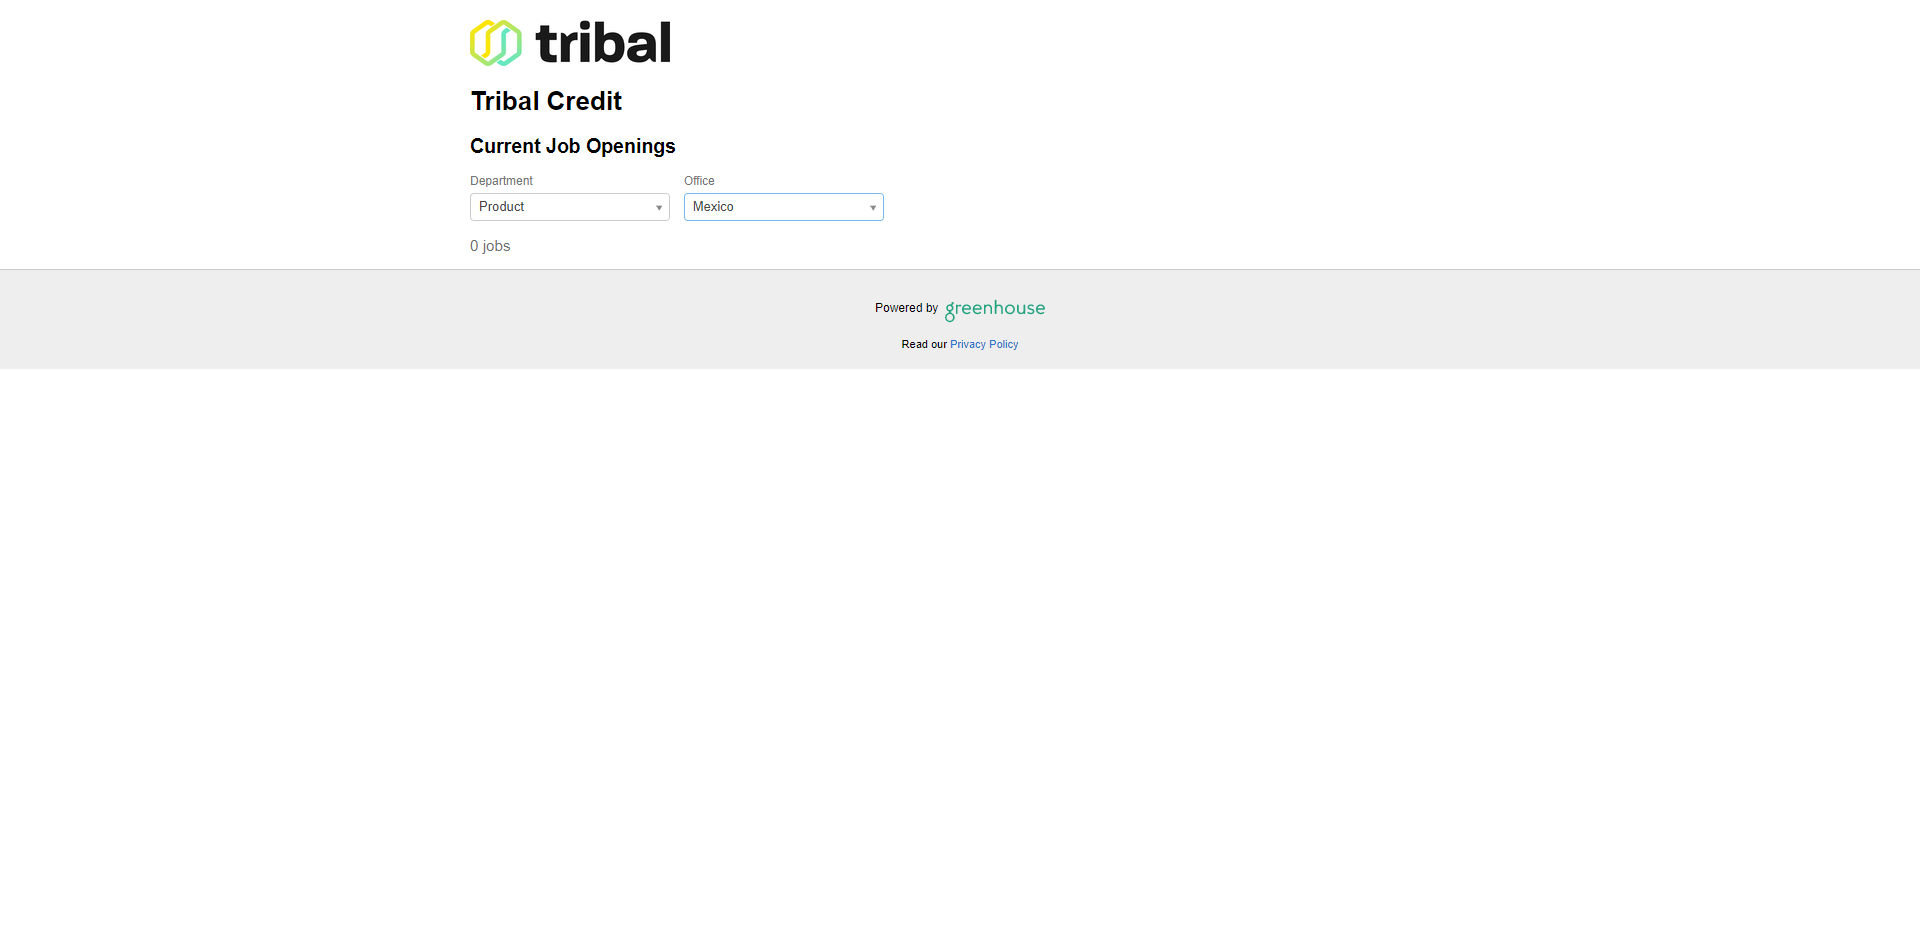 tribal
Tribal Credit
Current Job Openings
Department Office
Product Mexico
0 jobs
Powered by greenhouse
Read our Privacy Policy